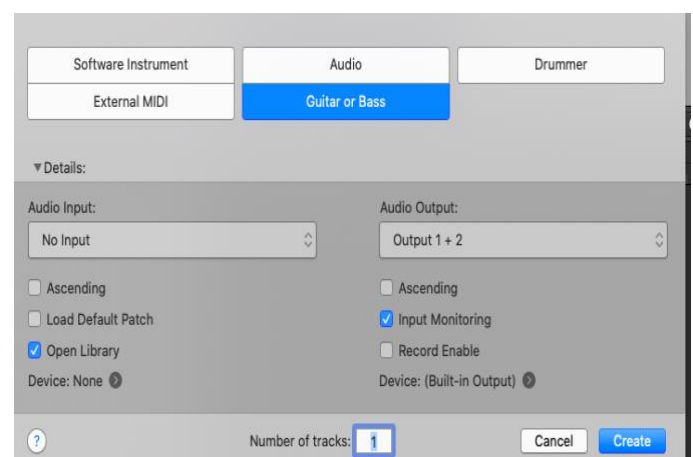 Software Instrument
Audio
Drummer
External MIDI
Guitar or Bass
Details:
Audio Input:
No Input
Ascending
Load Default Patch
Open Library
Device: None
Audio Output:
Output 1 + 2
Ascending
Input Monitoring
Record Enable
Device: (Built-in Output)
?
Number of tracks: 1
Cancel
Create